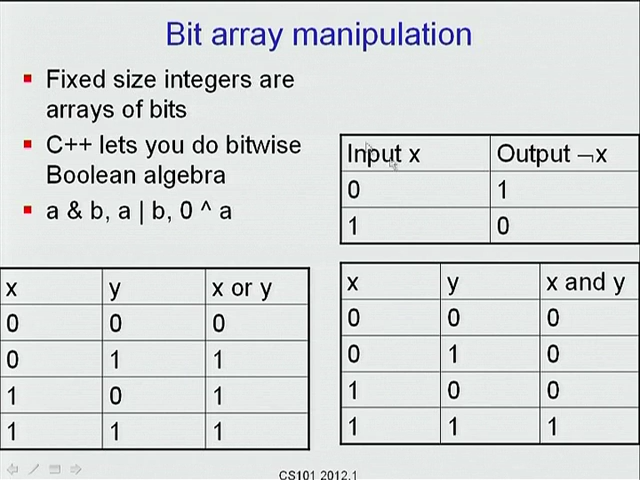 Bit array manipulation
Fixed size integers are
arrays of bits
C++ lets you do bitwise
Boolean algebra
a & b, a | b, 0 ^ a
Input x Output ¬x
0 1
1 0
x y x or y
0 0 0
0 1 1
1 0 1
1 1 1
x y x and y
0 0 0
0 1 0
1 0 0
1 1 1
CS101 2012.1